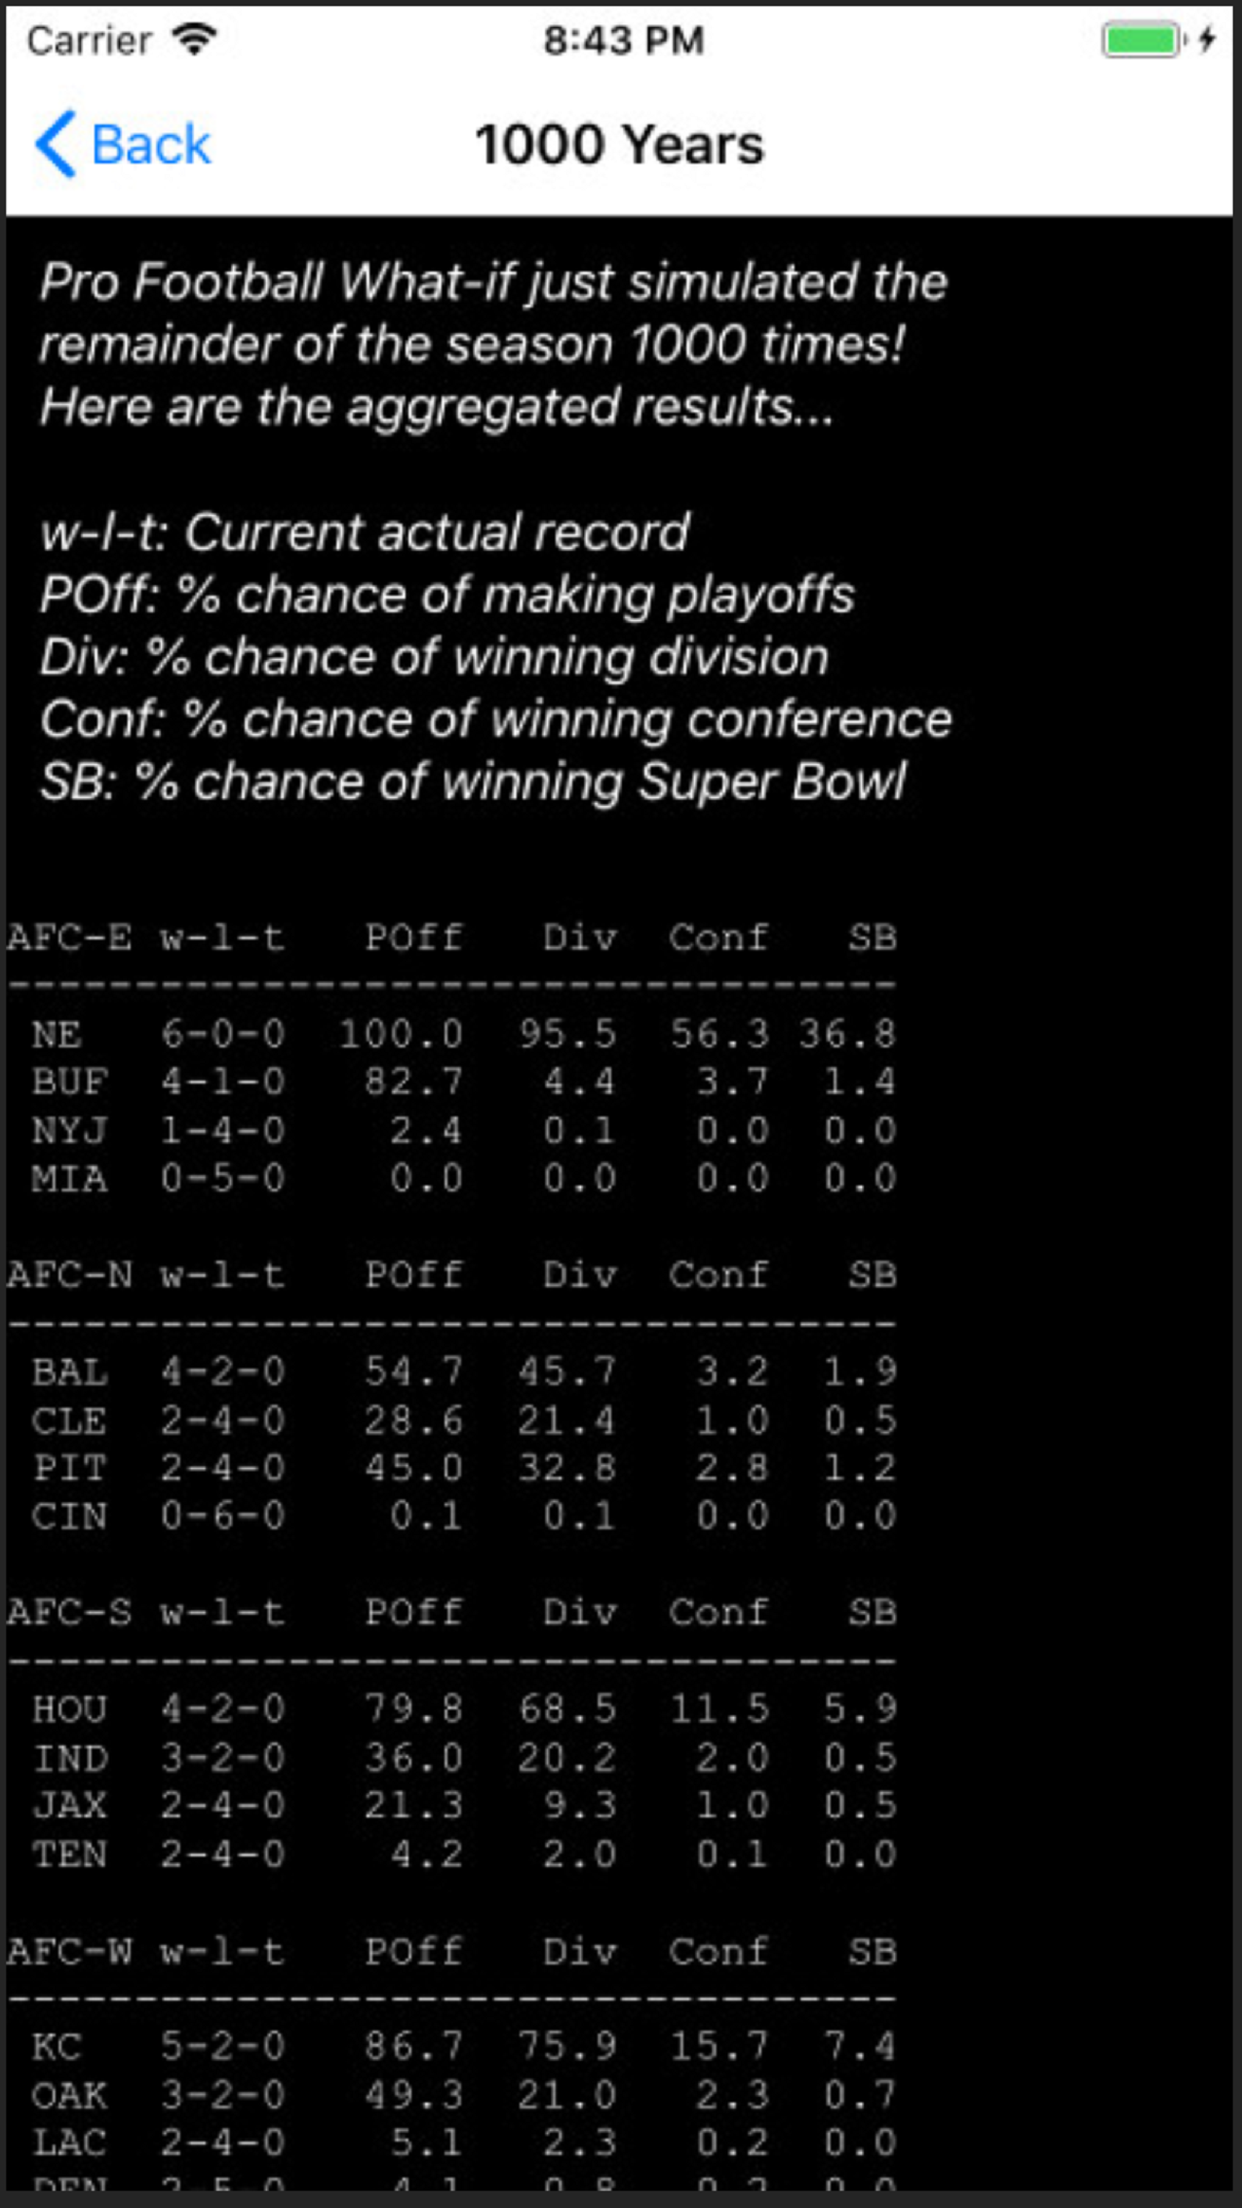 Carrier 8:43 PM
Back 1000 Years
Pro Football What-if just simulated the
remainder of the season 1000 times!
Here are the aggregated results...
w-l-t: Current actual record
POff: % chance of making playoffs
Div: % chance of winning division
Conf: % chance of winning conference
SB: % chance of winning Super Bowl
AFC-E w-l-t POff Div Conf SB
-----------------------------------
NE 6-0-0 100.0 95.5 56.3 36.8
BUF 4-1-0 82.7 4.4 3.7 1.4
NYJ 1-4-0 2.4 0.1 0.0 0.0
MIA 0-5-0 0.0 0.0 0.0 0.0
AFC-N w-l-t POff Div Conf SB
-----------------------------------
BAL 4-2-0 54.7 45.7 3.2 1.9
CLE 2-4-0 28.6 21.4 1.0 0.5
PIT 2-4-0 45.0 32.8 2.8 1.2
CIN 0-6-0 0.1 0.1 0.0 0.0
AFC-S w-l-t POff Div Conf SB
-----------------------------------
HOU 4-2-0 79.8 68.5 11.5 5.9
IND 3-2-0 36.0 20.2 2.0 0.5
JAX 2-4-0 21.3 9.3 1.0 0.5
TEN 2-4-0 4.2 2.0 0.1 0.0
AFC-W w-l-t POff Div Conf SB
-----------------------------------
KC 5-2-0 86.7 75.9 15.7 7.4
OAK 3-2-0 49.3 21.0 2.3 0.7
LAC 2-4-0 5.1 2.3 0.2 0.0
DEN